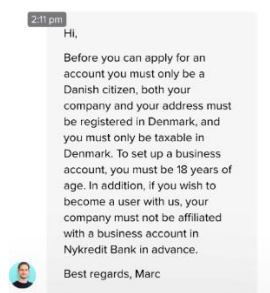 2:11 pm
Hi,
Before you can apply for an
account you must only be a
Danish citizen, both your
company and your address must
be registered in Denmark, and
you must only be taxable in
Denmark. To set up a business
account, you must be 18 years of
age. In addition, if you wish to
become a user with us, your
company must not be affiliated
with a business account in
Nykredit Bank in advance.
Best regards, Marc